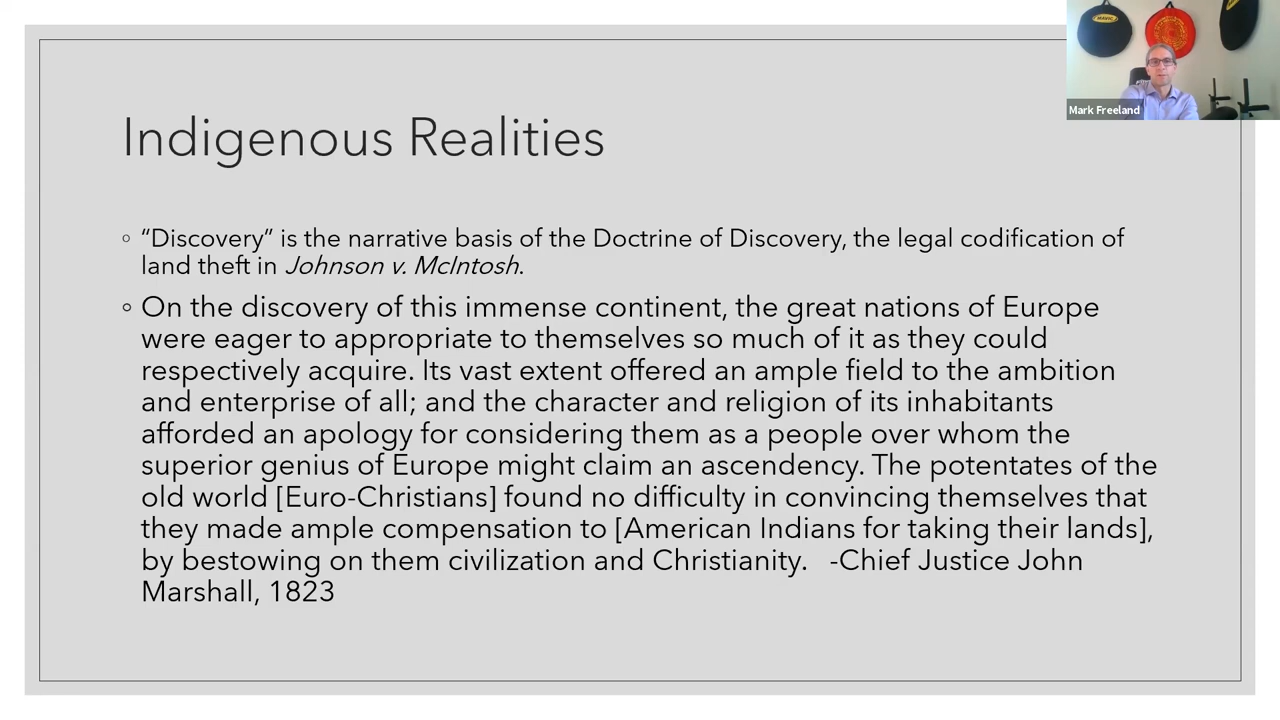 MAVIC
Mark Freeland
Indigenous Realities
◦ “Discovery” is the narrative basis of the Doctrine of Discovery, the legal codification of
land theft in Johnson v. McIntosh.
◦ On the discovery of this immense continent, the great nations of Europe
were eager to appropriate to themselves so much of it as they could
respectively acquire. Its vast extent offered an ample field to the ambition
and enterprise of all; and the character and religion of its inhabitants
afforded an apology for considering them as a people over whom the
superior genius of Europe might claim an ascendency. The potentates of the
old world [Euro-Christians] found no difficulty in convincing themselves that
they made ample compensation to [American Indians for taking their lands],
by bestowing on them civilization and Christianity.   -Chief Justice John
Marshall, 1823